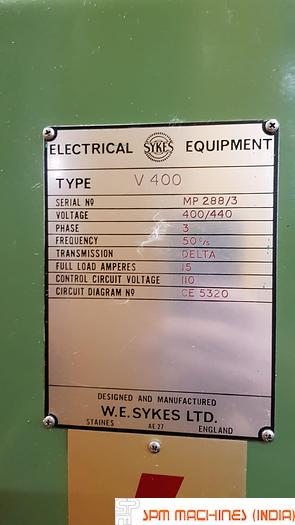 ELECTRICAL SYKES EQUIPMENT
TYPE V 400
SERIAL Nº MP 288/3
VOLTAGE 400/440
PHASE 3
FREQUENCY 50 c/s
TRANSMISSION DELTA
FULL LOAD AMPERES 15
CONTROL CIRCUIT VOLTAGE 110
CIRCUIT DIAGRAM Nº CE 5320
DESIGNED AND MANUFACTURED
W.E. SYKES LTD.
STAINES AE 27 ENGLAND
SPM MACHINES (INDIA)